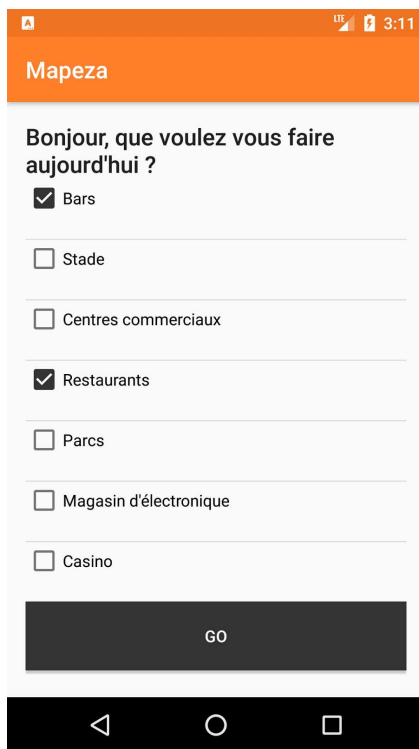 A
LTE 3:11
Mapeza
Bonjour, que voulez vous faire
aujourd'hui ?
Bars
Stade
Centres commerciaux
Restaurants
Parcs
Magasin d'électronique
Casino
GO